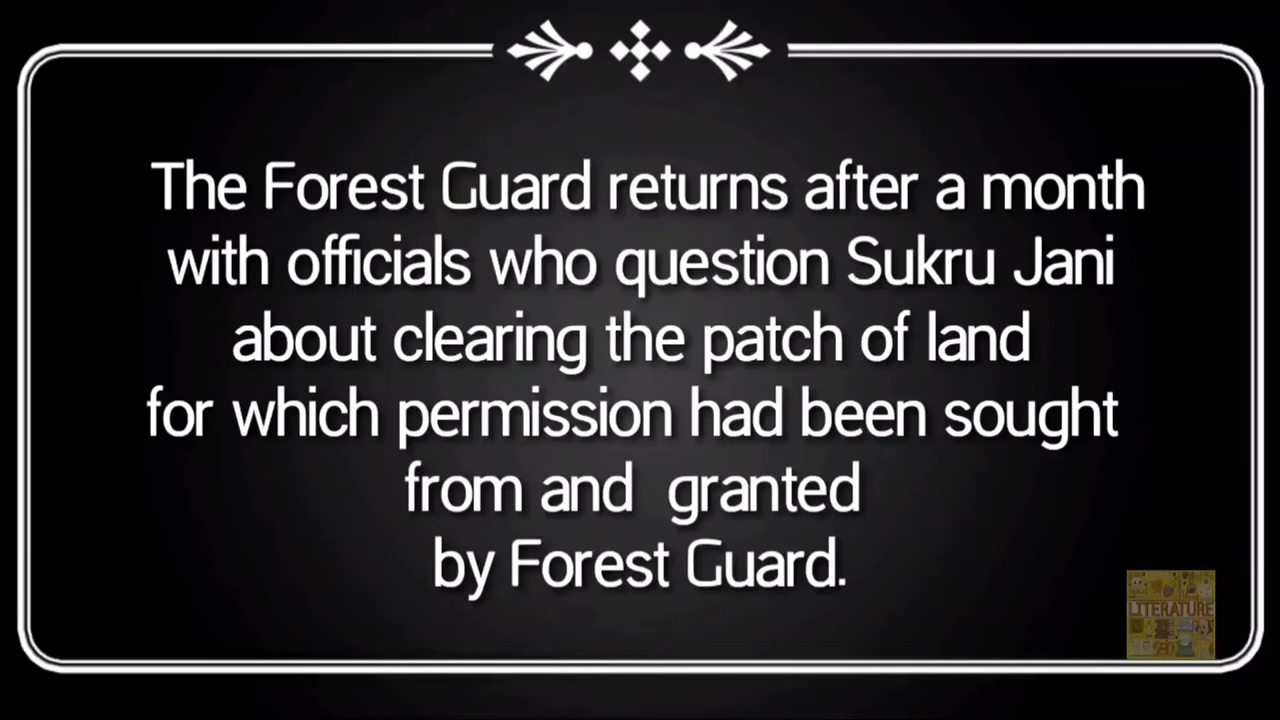 The Forest Guard returns after a month
with officials who question Sukru Jani
about clearing the patch of land
for which permission had been sought
from and granted
by Forest Guard.
LITERATURE